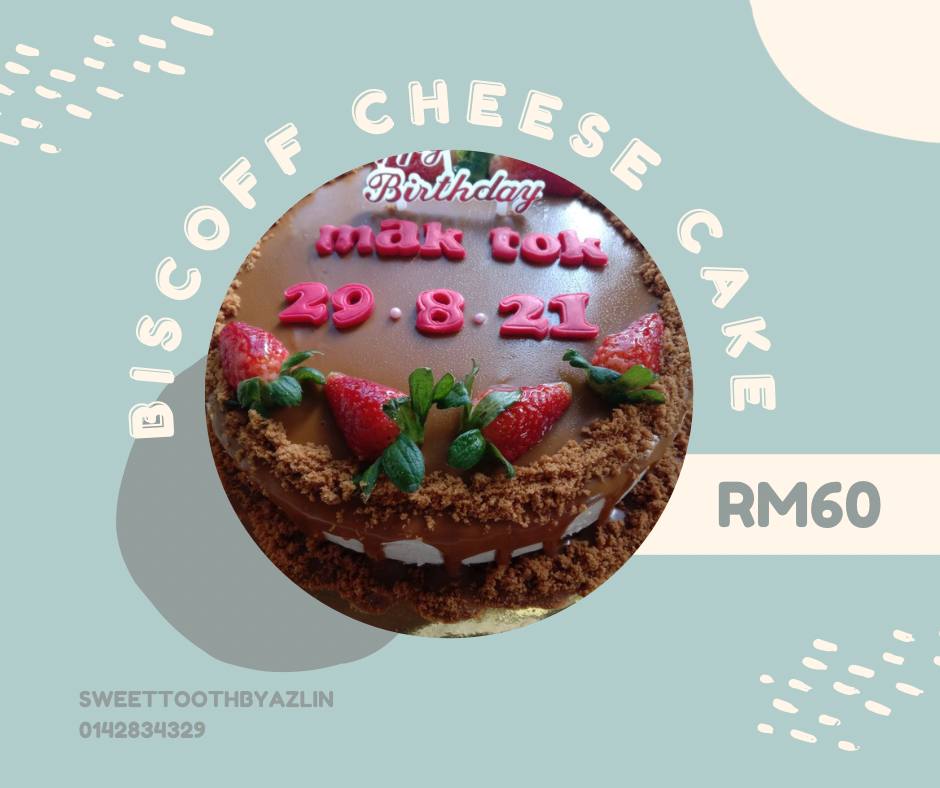 BISCOFF CHEESE CAKE
Birthday
mak tok
29.8.21
RM60
SWEETTOOTHBYAZLIN
0142834329